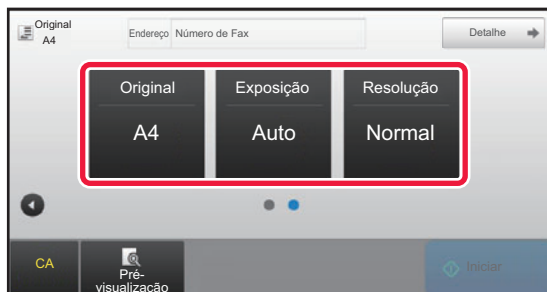 Original
A4
Endereço Número de Fax
Detalhe
Original
Exposição
Resolução
A4
Auto
Normal
CA
Pré-
visualização
Iniciar